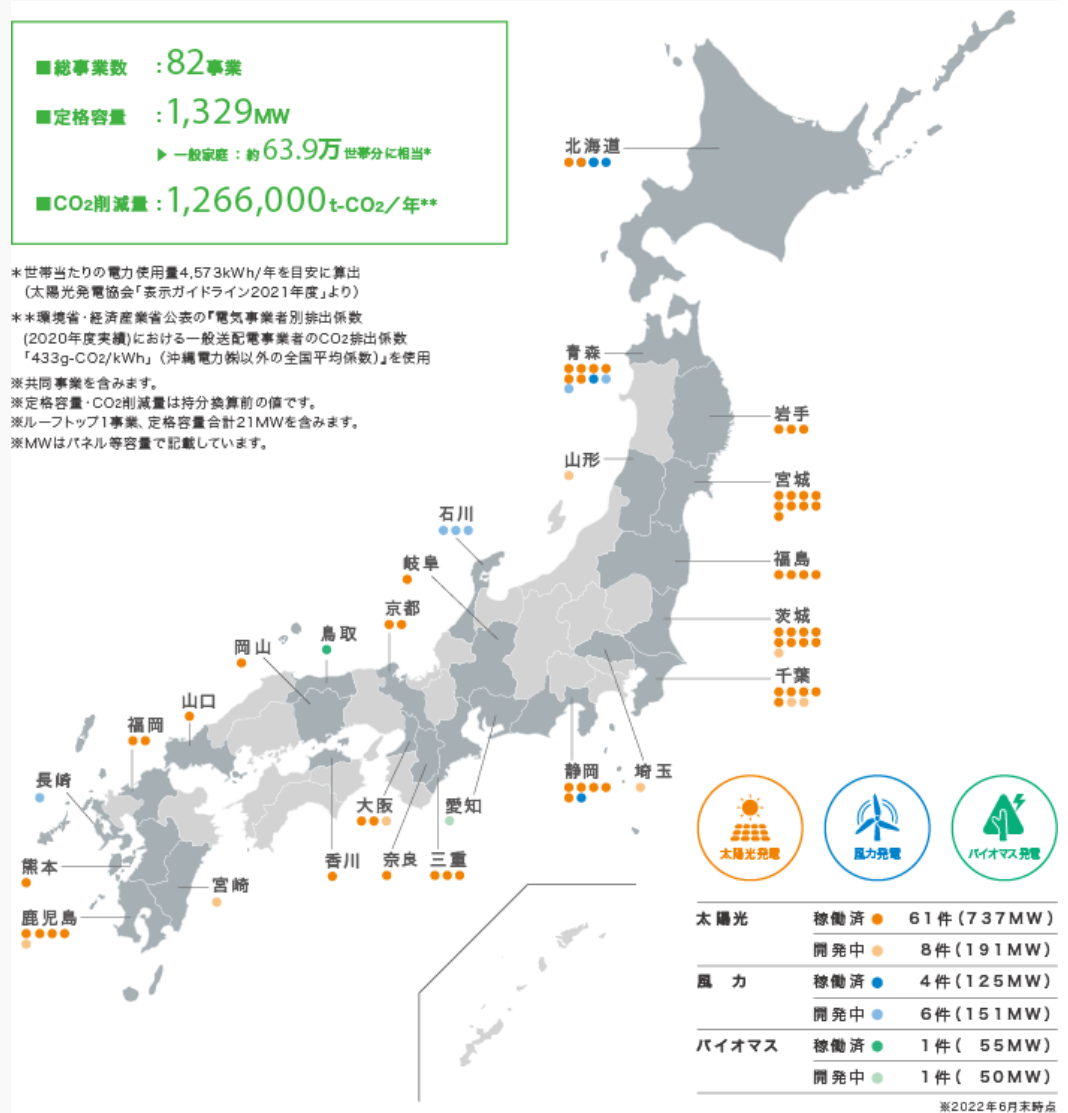 ■総事業数 :82事業
■定格容量 :1,329MW
▶ 一般家庭:約63.9万世帯分に相当*
■CO2削減量:1,266,000t-CO2/年**
*世帯当たりの電力使用量4,573kWh/年を目安に算出
(太陽光発電協会「表示ガイドライン2021年度」より)
**環境省・経済産業省公表の『電気事業者別排出係数
(2020年度実績)における一般送配電事業者のCO2排出係数
「433g-CO2/kWh」(沖縄電力㈱以外の全国平均係数)』を使用
※共同事業を含みます。
※定格容量・CO2削減量は持分換算前の値です。
※ルーフトップ1事業、定格容量合計21MWを含みます。
※MWはパネル等容量で記載しています。
北海道
青森
岩手
山形
宮城
石川
岐阜
福島
京都
茨城
鳥取
岡山
千葉
山口
福岡
長崎
静岡
埼玉
大阪
愛知
香川
奈良
三重
熊本
宮崎
鹿児島
太陽光発電
風力発電
バイオマス発電
太陽光 稼働済 61件(737MW)
開発中 8件(191MW)
風 力 稼働済 4件(125MW)
開発中 6件(151MW)
バイオマス 稼働済 1件( 55MW)
開発中 1件( 50MW)
※2022年6月末時点